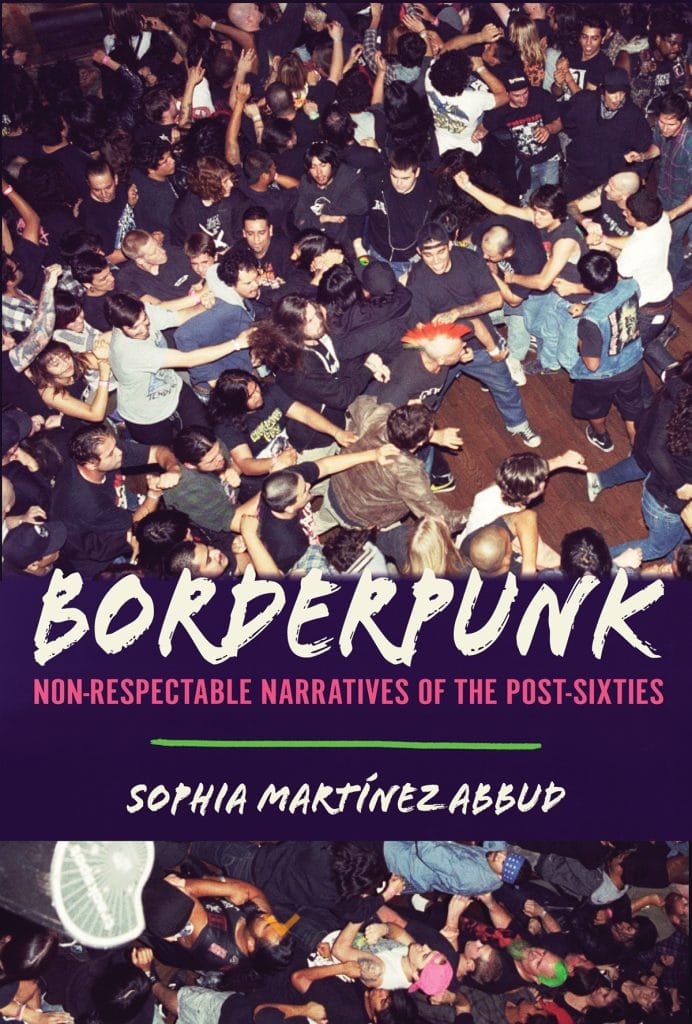 BORDERPUNK
NON-RESPECTABLE NARRATIVES OF THE POST-SIXTIES
SOPHIA MARTÍNEZ ABBUD